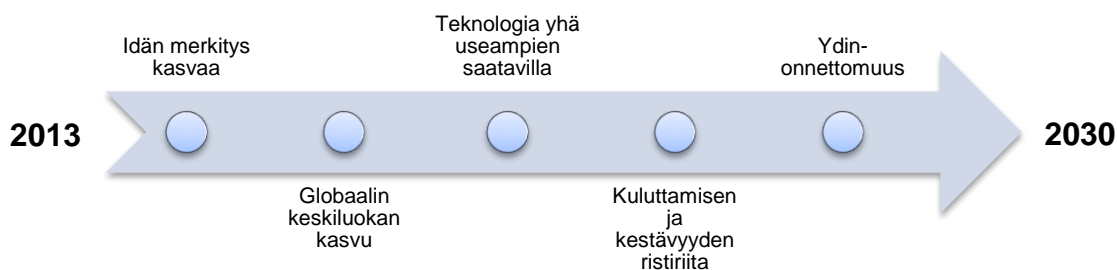 2013
Idän merkitys
kasvaa
Globaalin
keskiluokan
kasvu
Teknologia yhä
useampien
saatavilla
Kuluttamisen
ja
kestävyyden
ristiriita
Ydin-
onnettomuus
2030